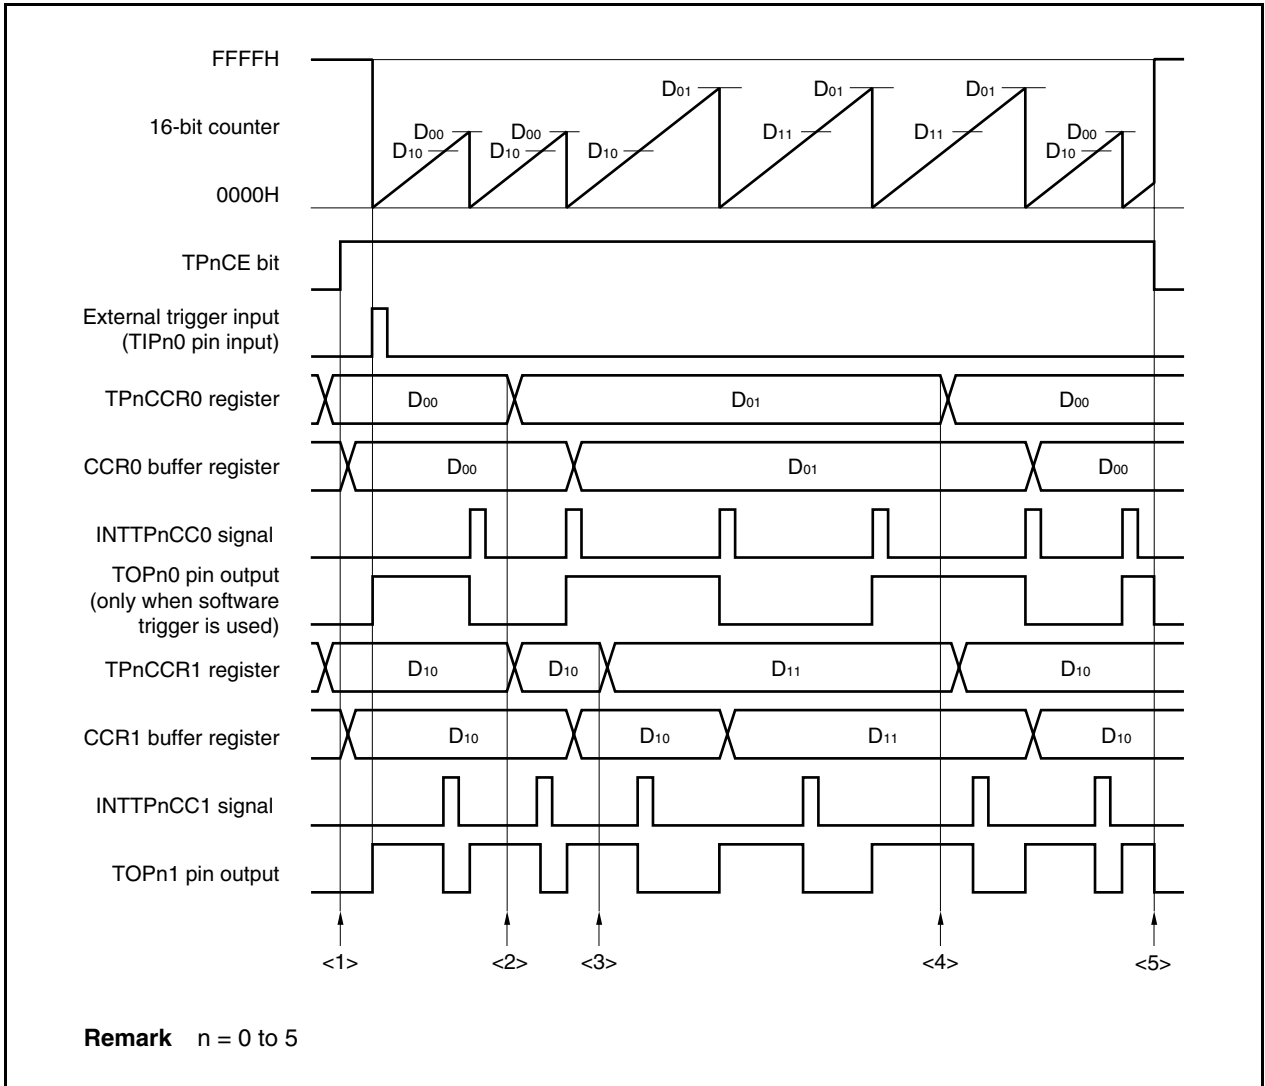 FFFFH
16-bit counter
0000H
D01 D01 D01
D00 D00 D11 D11 D00
D10 D10 D10 D10
TPnCE bit
External trigger input
(TIPn0 pin input)
TPnCCR0 register D00 D01 D00
CCR0 buffer register D00 D01 D00
INTTPnCC0 signal
TOPn0 pin output
(only when software
trigger is used)
TPnCCR1 register D10 D10 D11 D10
CCR1 buffer register D10 D10 D11 D10
INTTPnCC1 signal
TOPn1 pin output
<1> <2> <3> <4> <5>
Remark n = 0 to 5